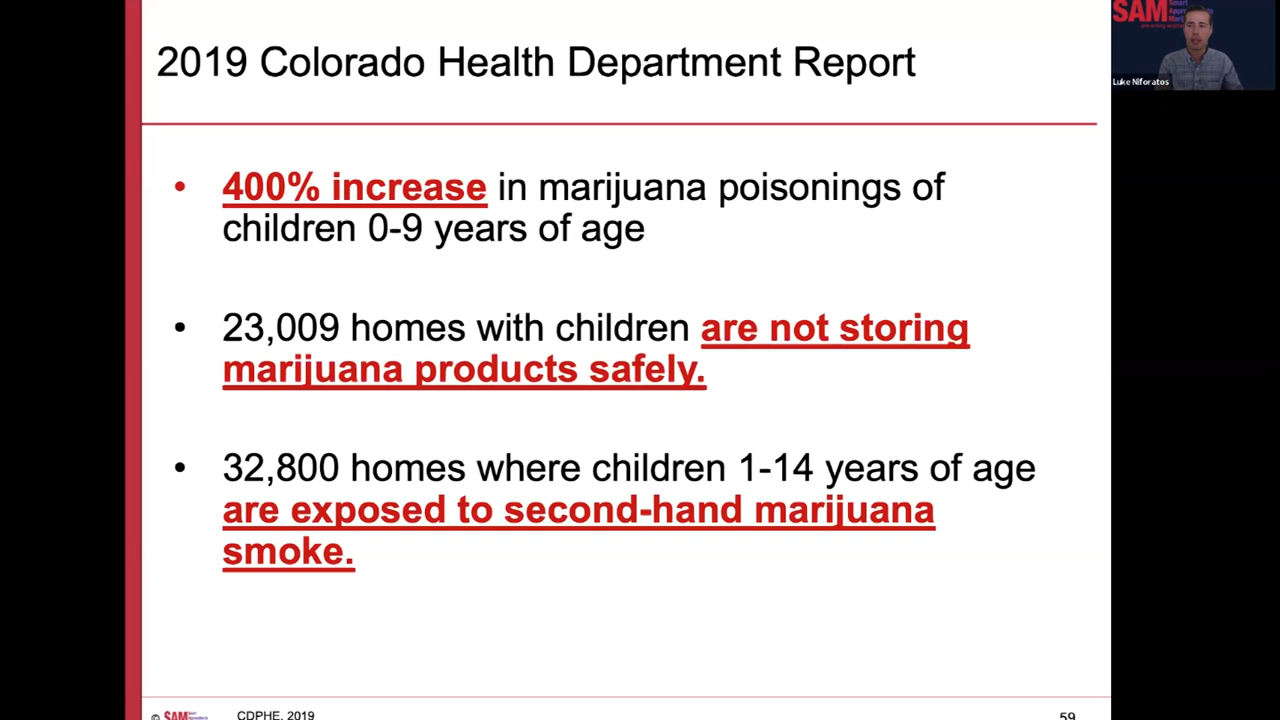 2019 Colorado Health Department Report
• 400% increase in marijuana poisonings of
children 0-9 years of age
• 23,009 homes with children are not storing
marijuana products safely.
• 32,800 homes where children 1-14 years of age
are exposed to second-hand marijuana
smoke.
© SAM
CDPHE, 2019
59
SAM
Smart
Luke Niforatos